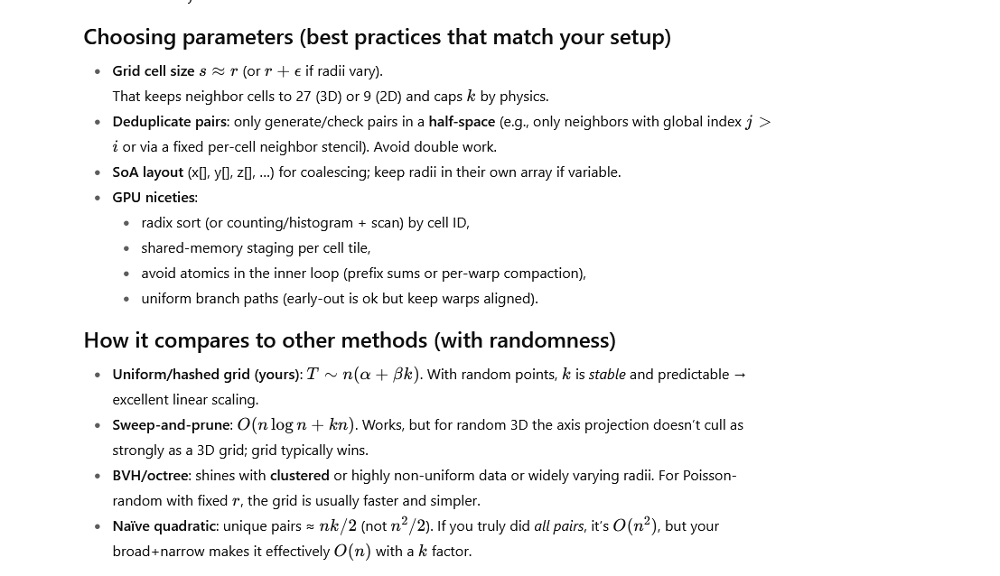 Choosing parameters (best practices that match your setup)
• Grid cell size s ≈ r (or r + ϵ if radii vary).
That keeps neighbor cells to 27 (3D) or 9 (2D) and caps k by physics.
• Deduplicate pairs: only generate/check pairs in a half-space (e.g., only neighbors with global index j >
i or via a fixed per-cell neighbor stencil). Avoid double work.
• SoA layout (x[], y[], z[], ...) for coalescing; keep radii in their own array if variable.
• GPU niceties:
• radix sort (or counting/histogram + scan) by cell ID,
• shared-memory staging per cell tile,
• avoid atomics in the inner loop (prefix sums or per-warp compaction),
• uniform branch paths (early-out is ok but keep warps aligned).
How it compares to other methods (with randomness)
• Uniform/hashed grid (yours): T ∼ n(α + βk). With random points, k is stable and predictable →
excellent linear scaling.
• Sweep-and-prune: O(n log n + kn). Works, but for random 3D the axis projection doesn't cull as
strongly as a 3D grid; grid typically wins.
• BVH/octree: shines with clustered or highly non-uniform data or widely varying radii. For Poisson-
random with fixed r, the grid is usually faster and simpler.
• Naïve quadratic: unique pairs ≈ nk/2 (not n²/2). If you truly did all pairs, it's O(n²), but your
broad+narrow makes it effectively O(n) with a k factor.